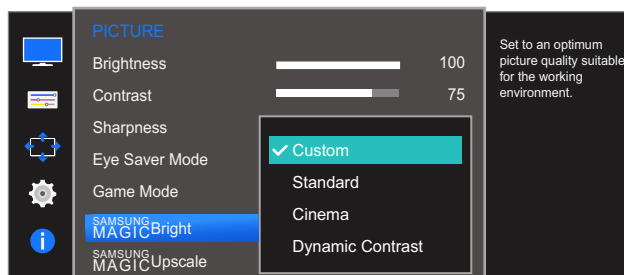 PICTURE
Brightness 100
Contrast 75
Sharpness
Eye Saver Mode
Game Mode
SAMSUNG
MAGICBright
SAMSUNG
MAGICUpscale
Custom
Standard
Cinema
Dynamic Contrast
Set to an optimum
picture quality suitable
for the working
environment.